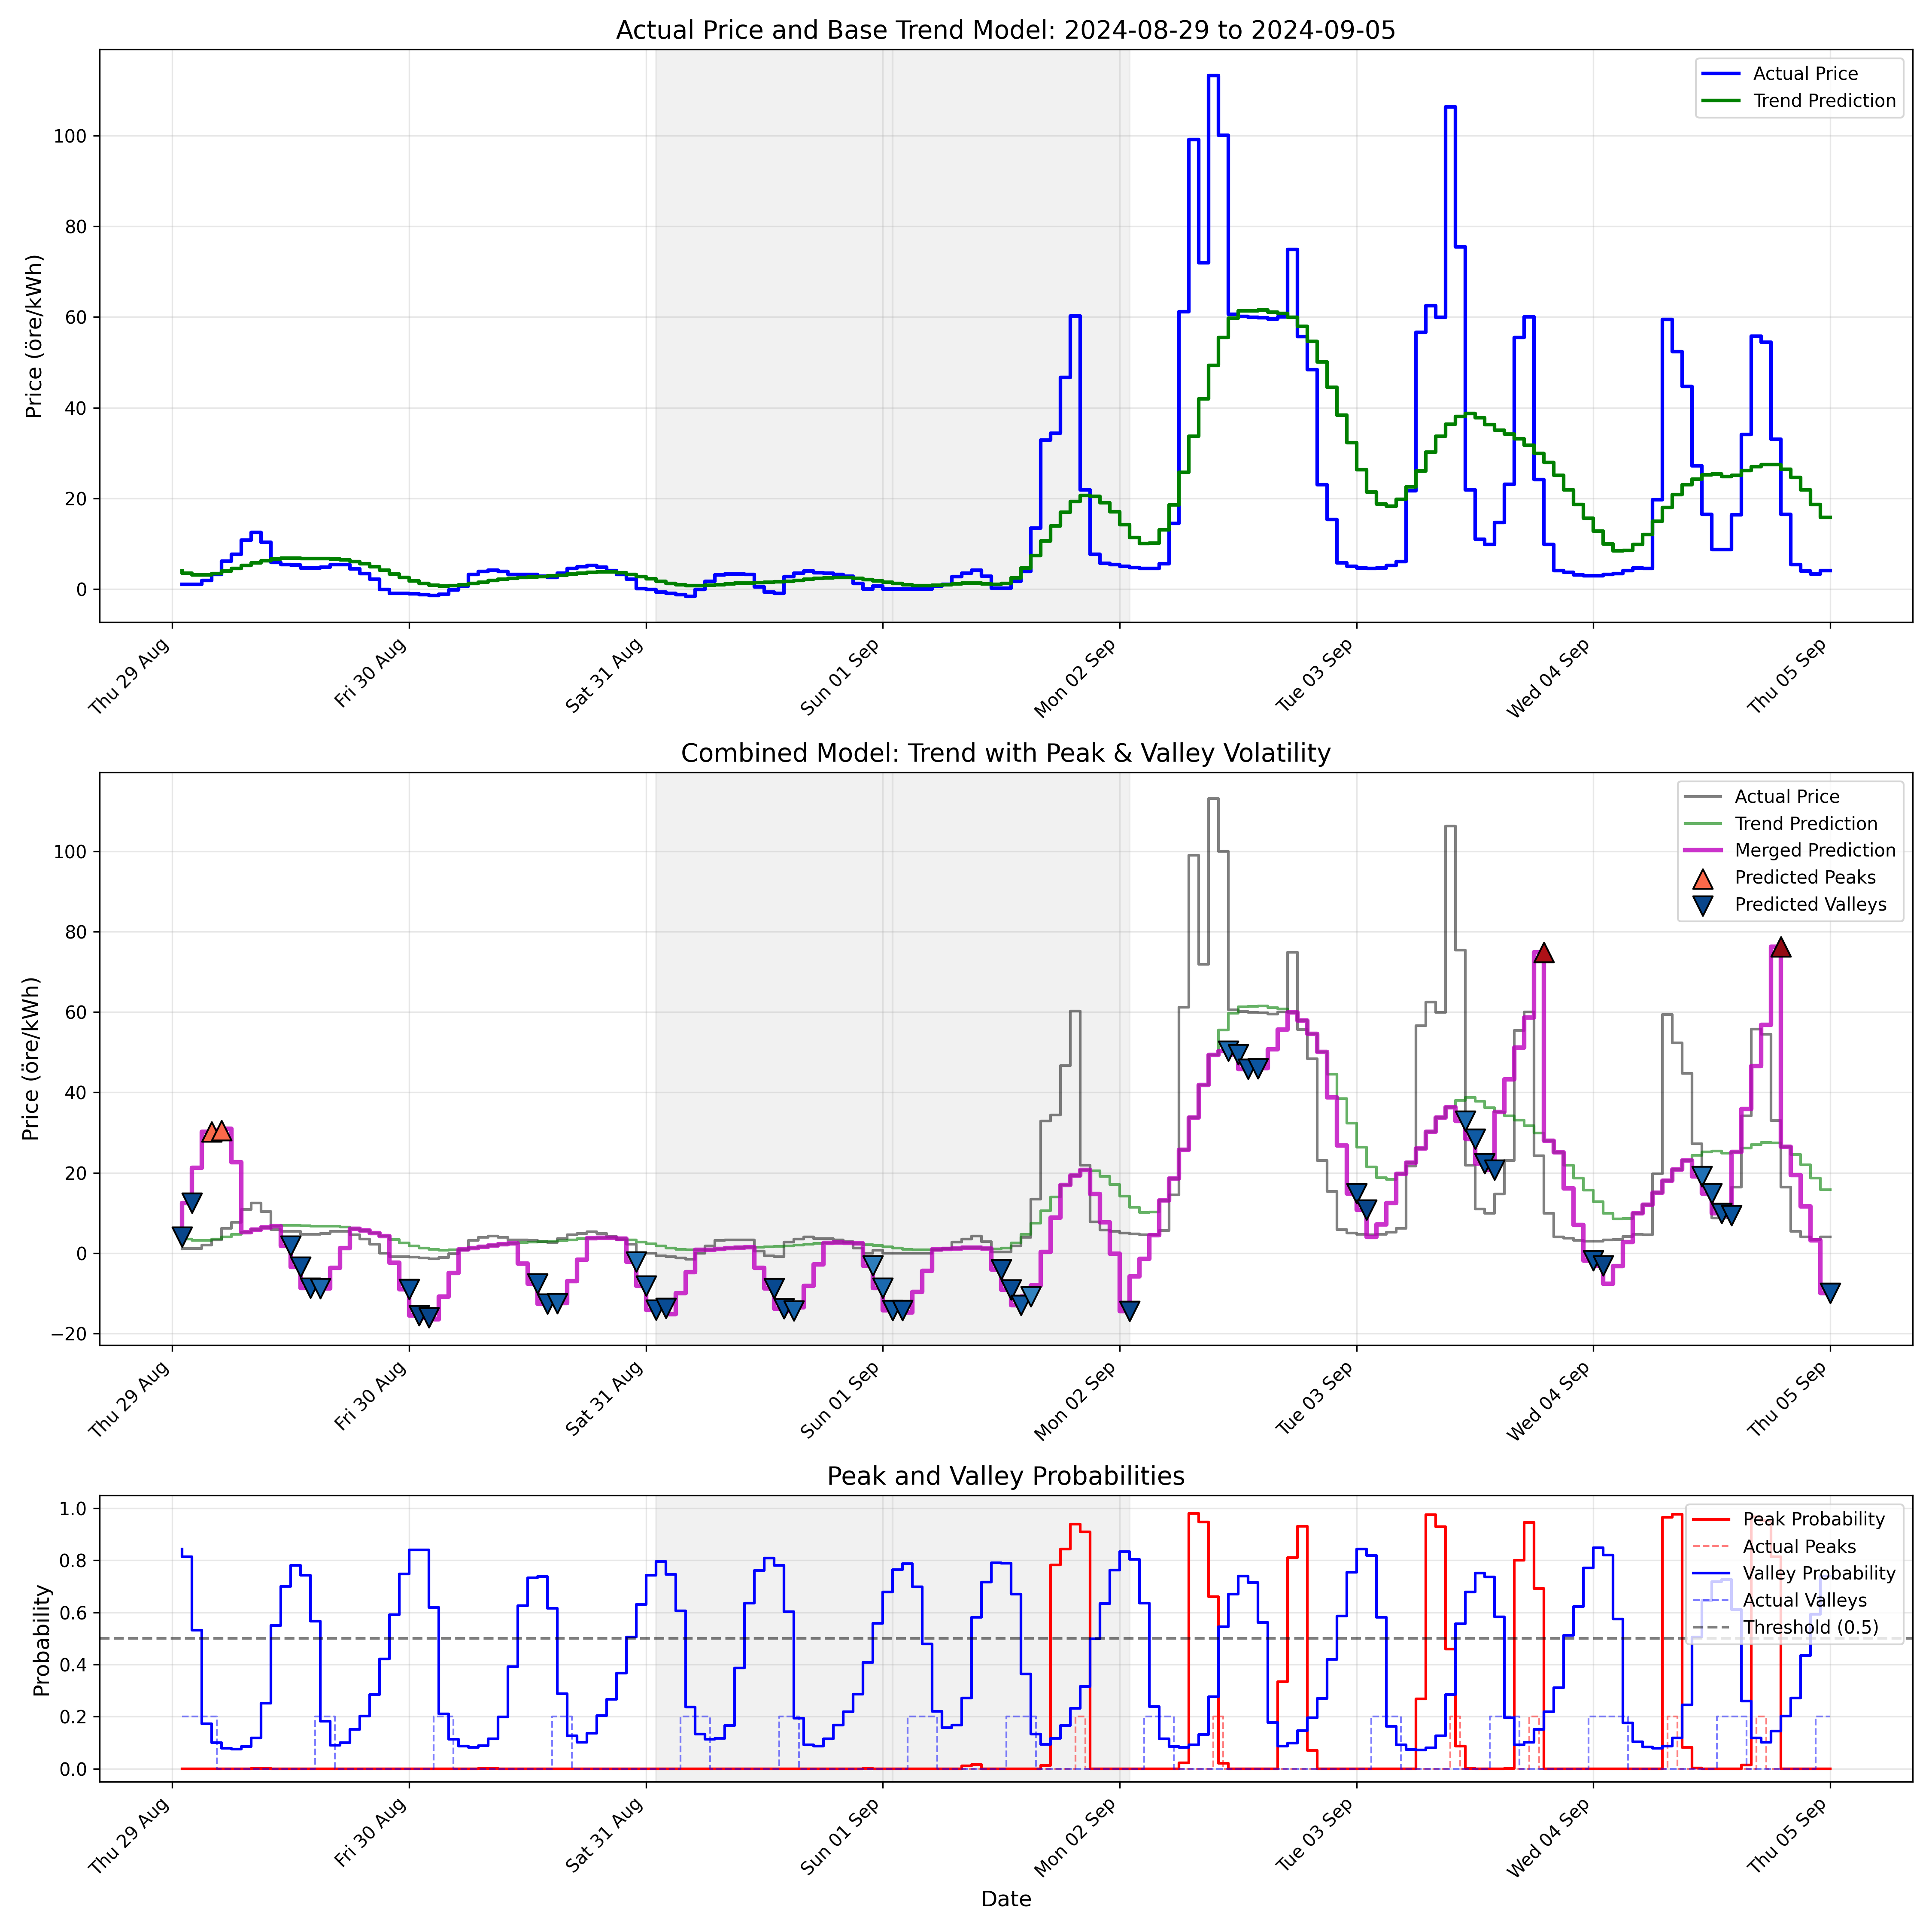 Actual Price and Base Trend Model: 2024-08-29 to 2024-09-05
Price (öre/kWh)
100
80
60
40
20
0
Actual Price
Trend Prediction
Thu 29 Aug
Fri 30 Aug
Sat 31 Aug
Sun 01 Sep
Mon 02 Sep
Tue 03 Sep
Wed 04 Sep
Thu 05 Sep
Combined Model: Trend with Peak & Valley Volatility
Price (öre/kWh)
100
80
60
40
20
0
−20
Actual Price
Trend Prediction
Merged Prediction
Predicted Peaks
Predicted Valleys
Thu 29 Aug
Fri 30 Aug
Sat 31 Aug
Sun 01 Sep
Mon 02 Sep
Tue 03 Sep
Wed 04 Sep
Thu 05 Sep
Peak and Valley Probabilities
Probability
1.0
0.8
0.6
0.4
0.2
0.0
Peak Probability
Actual Peaks
Valley Probability
Actual Valleys
Threshold (0.5)
Thu 29 Aug
Fri 30 Aug
Sat 31 Aug
Sun 01 Sep
Mon 02 Sep
Tue 03 Sep
Wed 04 Sep
Thu 05 Sep
Date